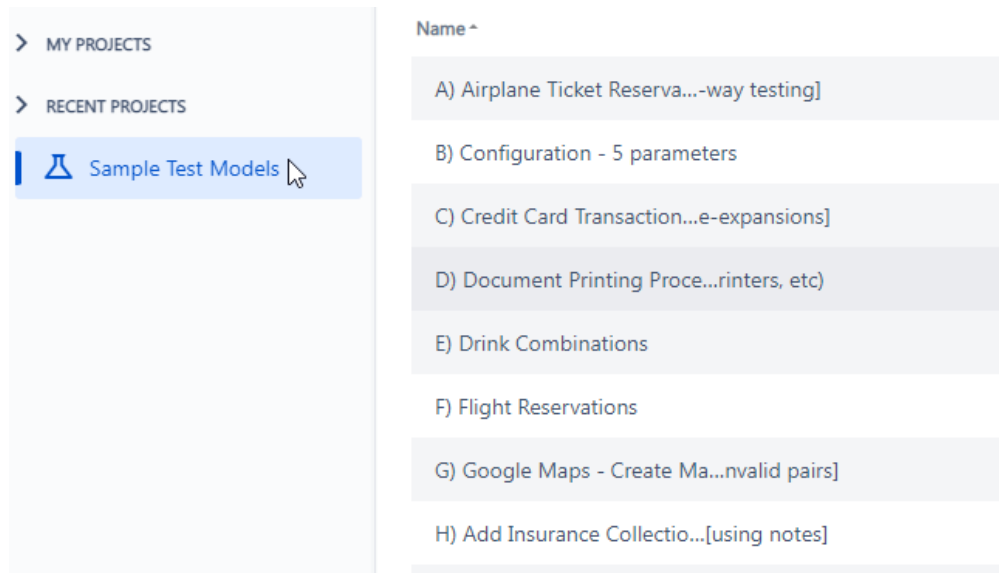 MY PROJECTS
RECENT PROJECTS
Sample Test Models
Name
A) Airplane Ticket Reserva...-way testing]
B) Configuration - 5 parameters
C) Credit Card Transaction...e-expansions]
D) Document Printing Proce...rinters, etc)
E) Drink Combinations
F) Flight Reservations
G) Google Maps - Create Ma...nvalid pairs]
H) Add Insurance Collectio...[using notes]